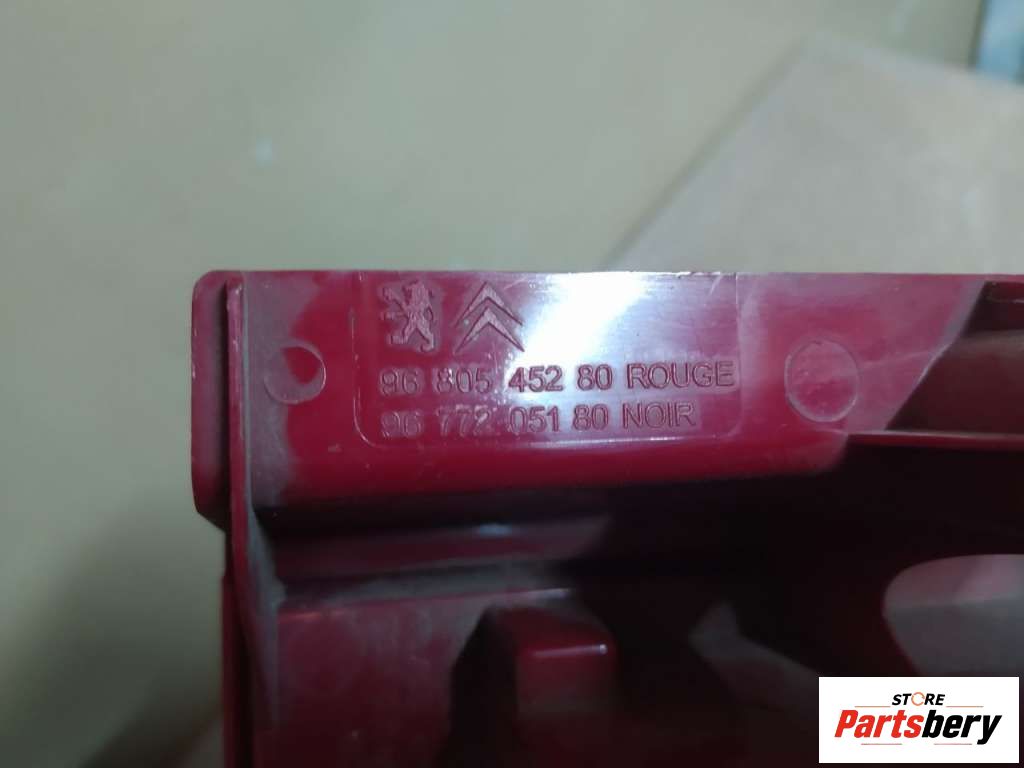 96 805 452 80 ROUGE
96 772 051 80 NOIR
STORE
Partsbery